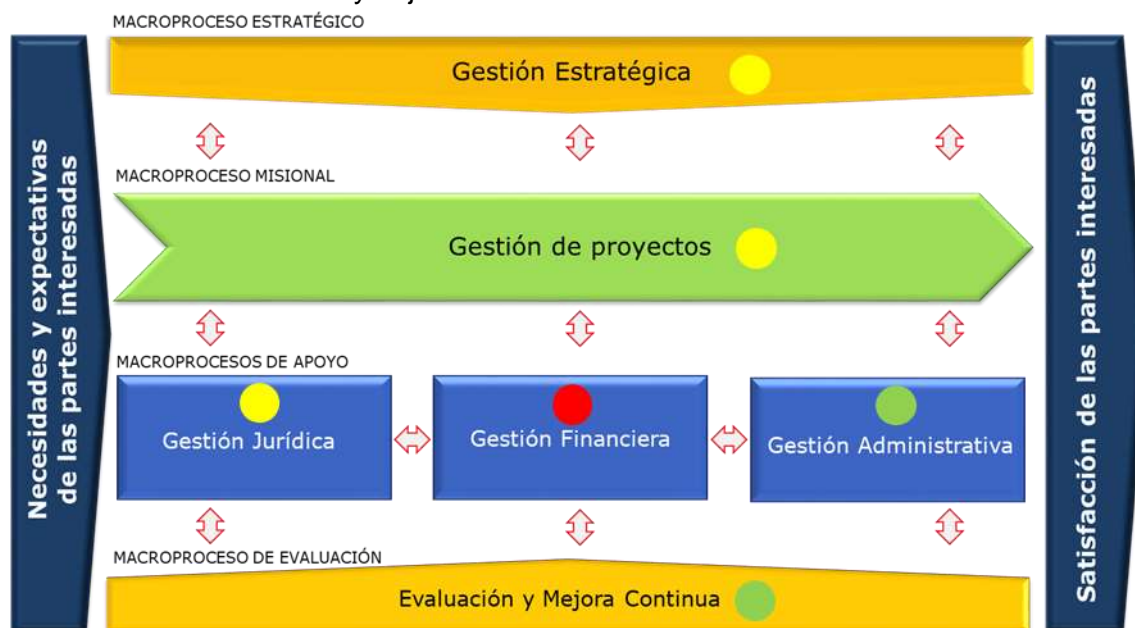 MACROPROCESO ESTRATÉGICO
Necesidades y expectativas
de las partes interesadas
Gestión Estratégica
MACROPROCESO MISIONAL
Gestión de proyectos
MACROPROCESOS DE APOYO
Gestión Jurídica
Gestión Financiera
Gestión Administrativa
MACROPROCESO DE EVALUACIÓN
Evaluación y Mejora Continua
Satisfacción de las partes interesadas